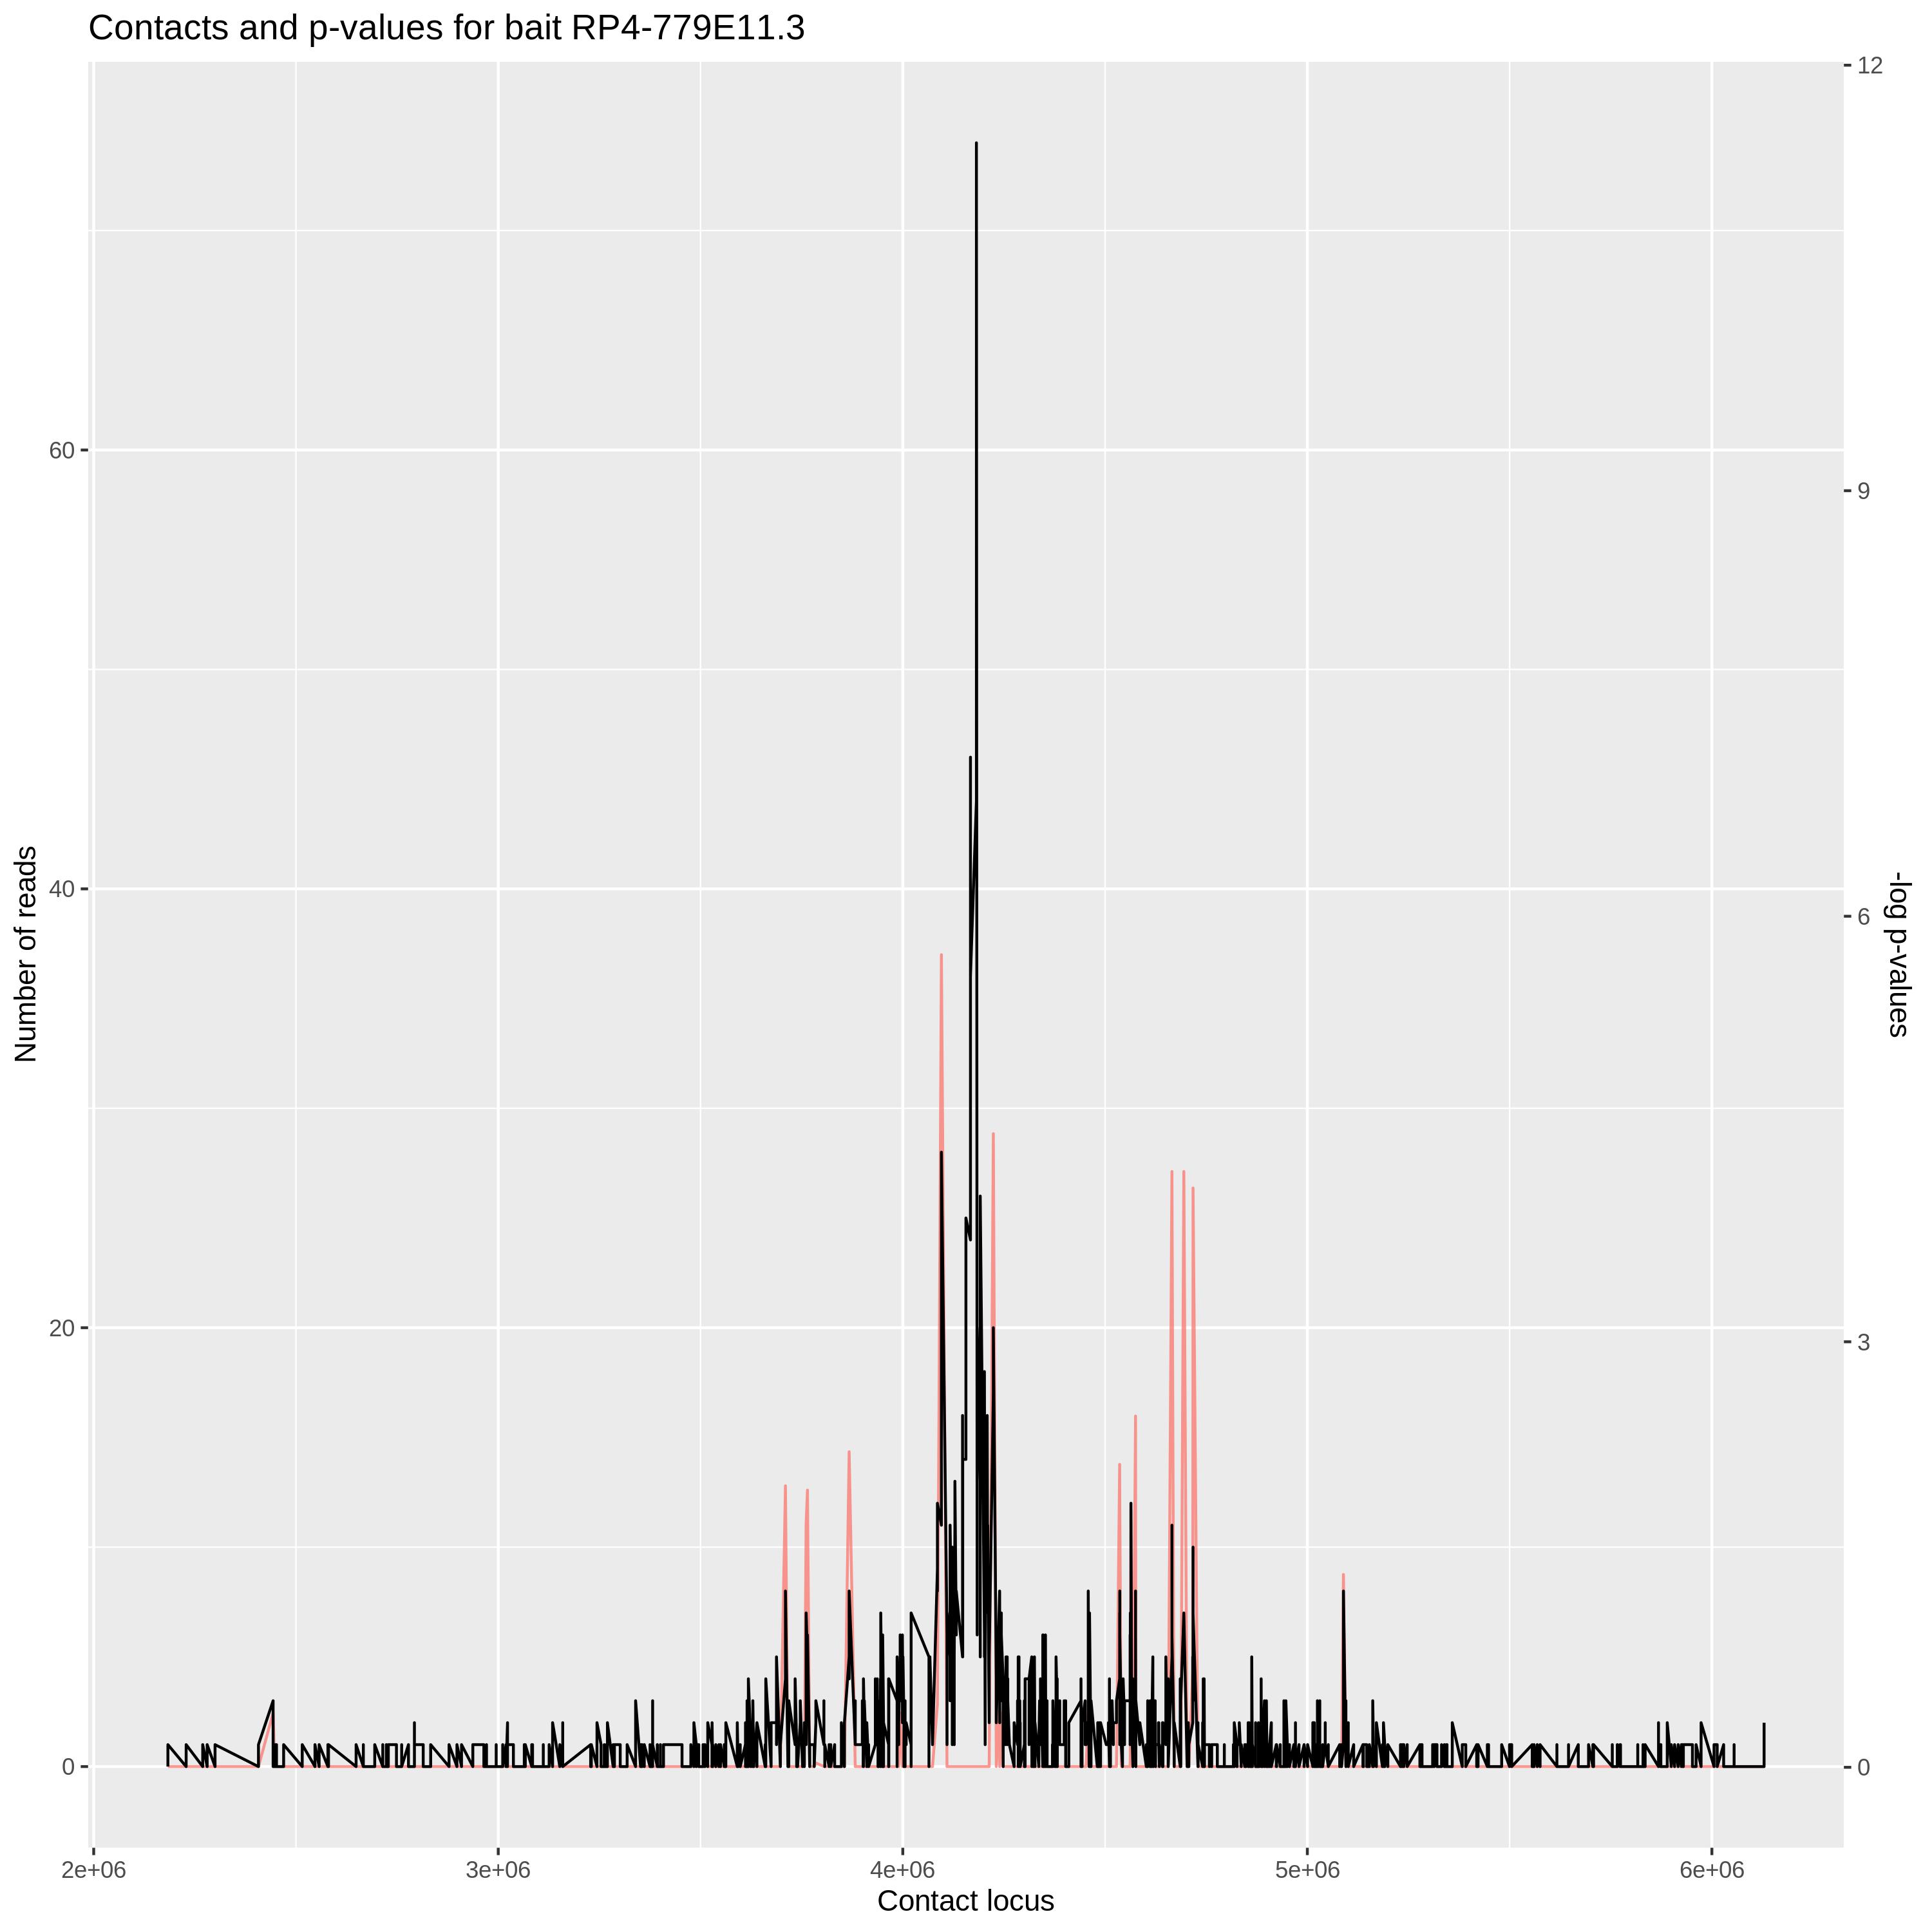 Contacts and p-values for bait RP4-779E11.3
12
9
6
3
0
-log p-values
60
40
20
0
Number of reads
2e+06 3e+06 4e+06 5e+06 6e+06
Contact locus